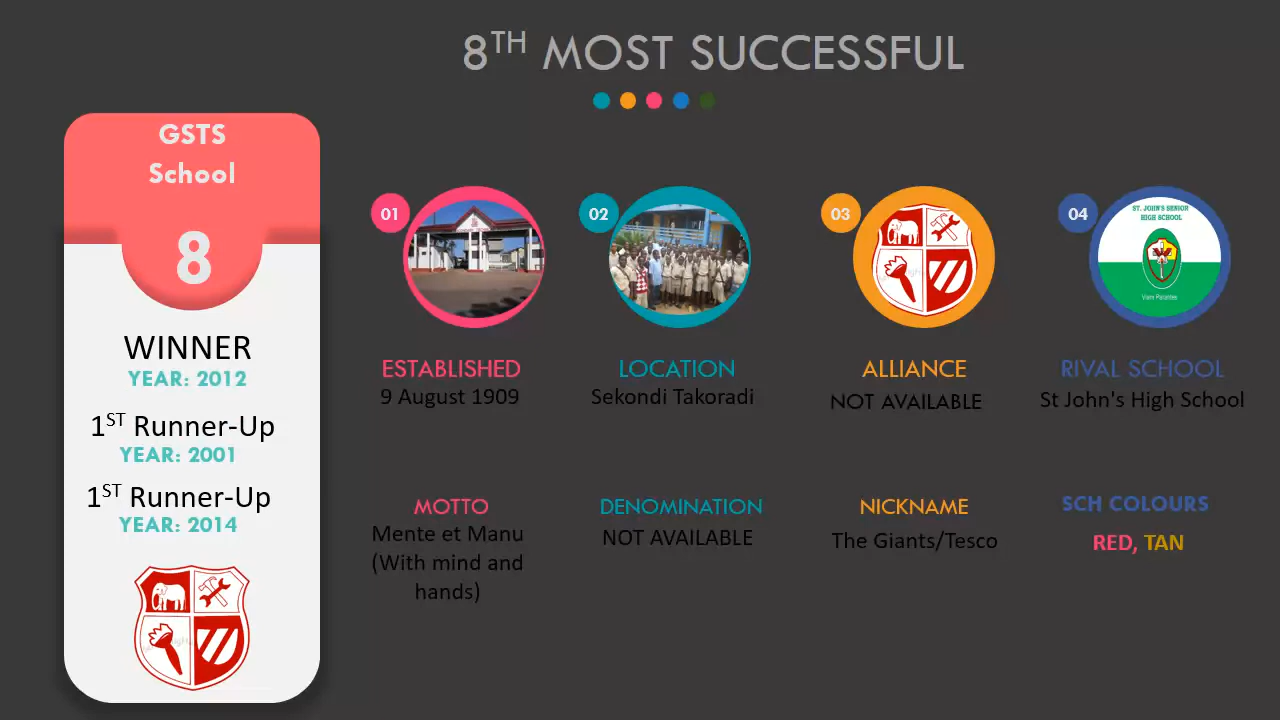 8TH MOST SUCCESSFUL
GSTS
School
8
WINNER
YEAR: 2012
1ST Runner-Up
YEAR: 2001
1ST Runner-Up
YEAR: 2014
01
ESTABLISHED
9 August 1909
02
LOCATION
Sekondi Takoradi
03
ALLIANCE
NOT AVAILABLE
04
ST. JOHN'S SENIOR
HIGH SCHOOL
RIVAL SCHOOL
St John's High School
MOTTO
Mente et Manu
(With mind and
hands)
DENOMINATION
NOT AVAILABLE
NICKNAME
The Giants/Tesco
SCH COLOURS
RED, TAN